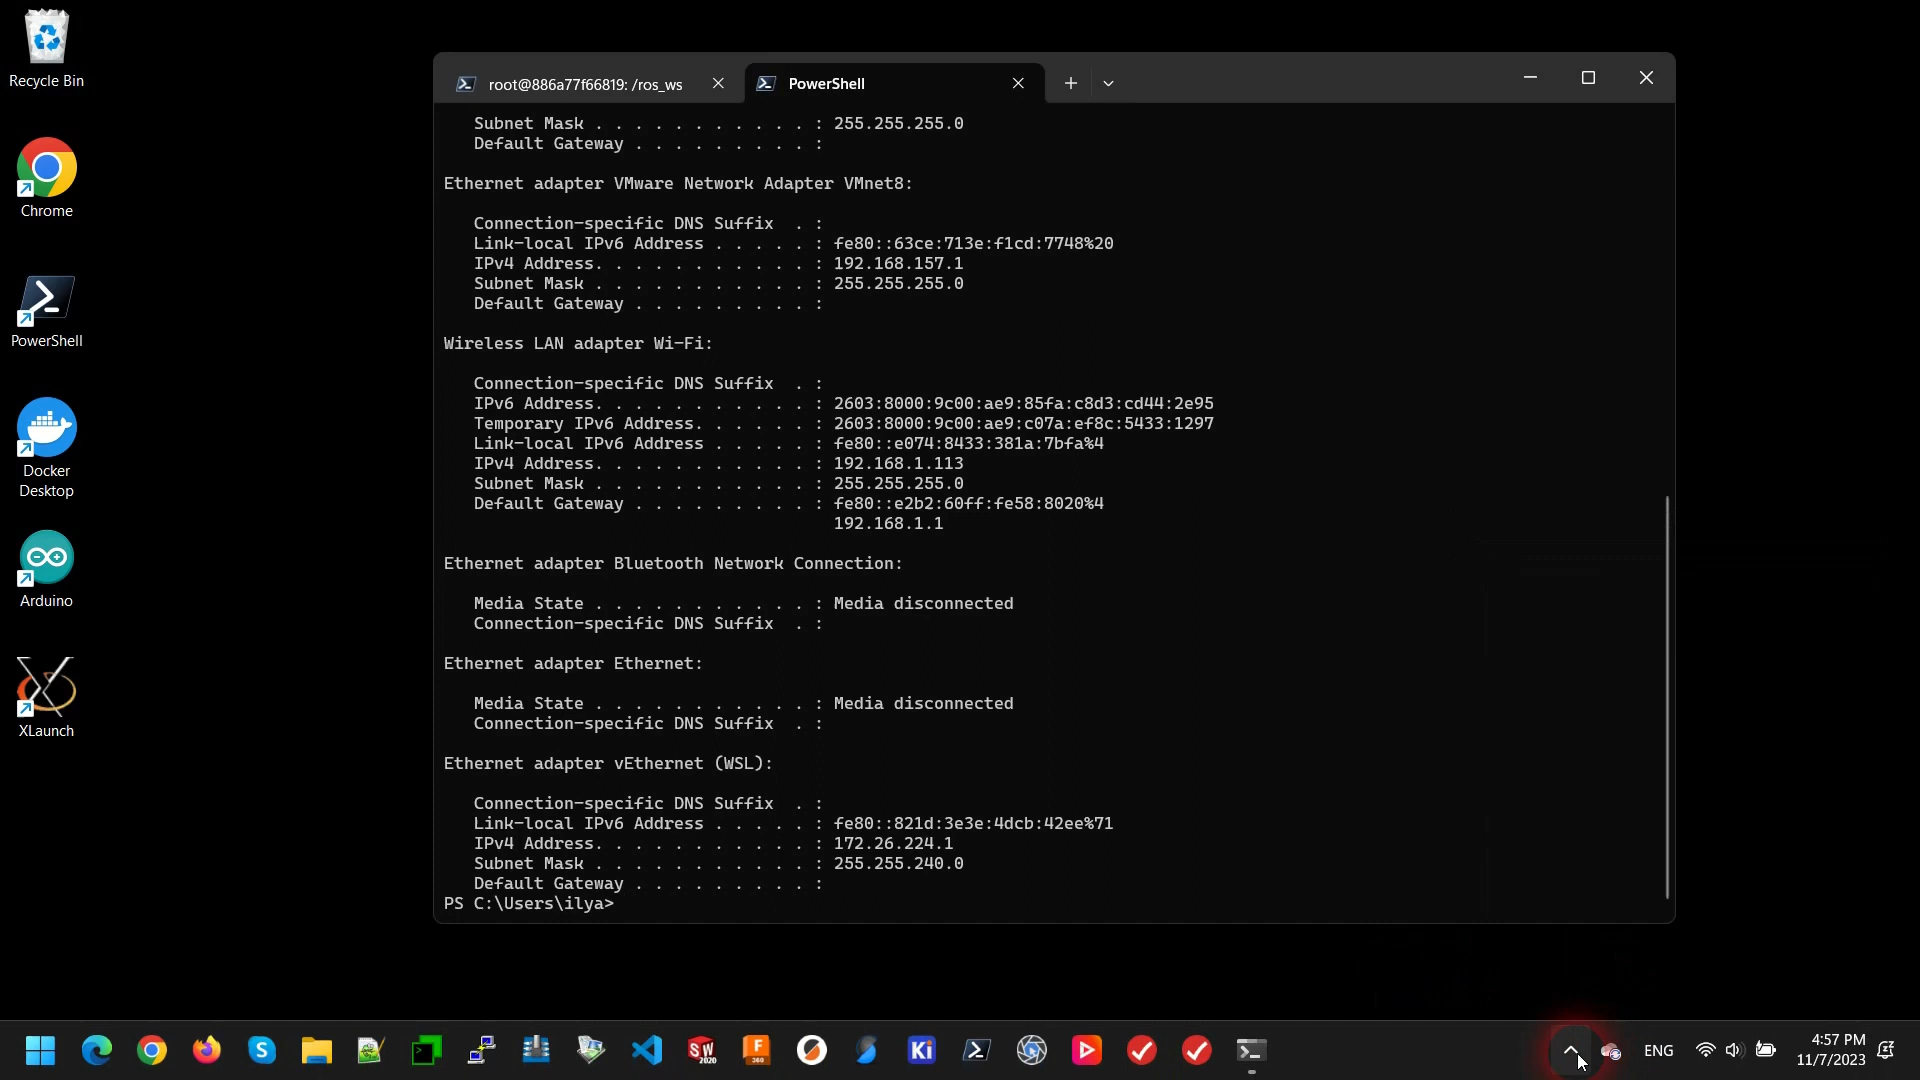 Recycle Bin
Chrome
PowerShell
Docker
Desktop
Arduino
XLaunch
root@886a77f66819: /ros_ws
PowerShell
Subnet Mask . . . . . . . . . . . : 255.255.255.0
Default Gateway . . . . . . . . . :
Ethernet adapter VMware Network Adapter VMnet8:
Connection-specific DNS Suffix  . :
Link-local IPv6 Address . . . . . : fe80::63ce:713e:f1cd:7748%20
IPv4 Address. . . . . . . . . . . : 192.168.157.1
Subnet Mask . . . . . . . . . . . : 255.255.255.0
Default Gateway . . . . . . . . . :
Wireless LAN adapter Wi-Fi:
Connection-specific DNS Suffix  . :
IPv6 Address. . . . . . . . . . . : 2603:8000:9c00:ae9:85fa:c8d3:cd44:2e95
Temporary IPv6 Address. . . . . . : 2603:8000:9c00:ae9:c07a:ef8c:5433:1297
Link-local IPv6 Address . . . . . : fe80::e074:8433:381a:7bfa%4
IPv4 Address. . . . . . . . . . . : 192.168.1.113
Subnet Mask . . . . . . . . . . . : 255.255.255.0
Default Gateway . . . . . . . . . : fe80::e2b2:60ff:fe58:8020%4
192.168.1.1
Ethernet adapter Bluetooth Network Connection:
Media State . . . . . . . . . . . : Media disconnected
Connection-specific DNS Suffix  . :
Ethernet adapter Ethernet:
Media State . . . . . . . . . . . : Media disconnected
Connection-specific DNS Suffix  . :
Ethernet adapter vEthernet (WSL):
Connection-specific DNS Suffix  . :
Link-local IPv6 Address . . . . . : fe80::821d:3e3e:4dcb:42ee%71
IPv4 Address. . . . . . . . . . . : 172.26.224.1
Subnet Mask . . . . . . . . . . . : 255.255.240.0
Default Gateway . . . . . . . . . :
PS C:\Users\ilya>
S
SW
2020
F
360
Ki
ENG
4:57 PM
11/7/2023